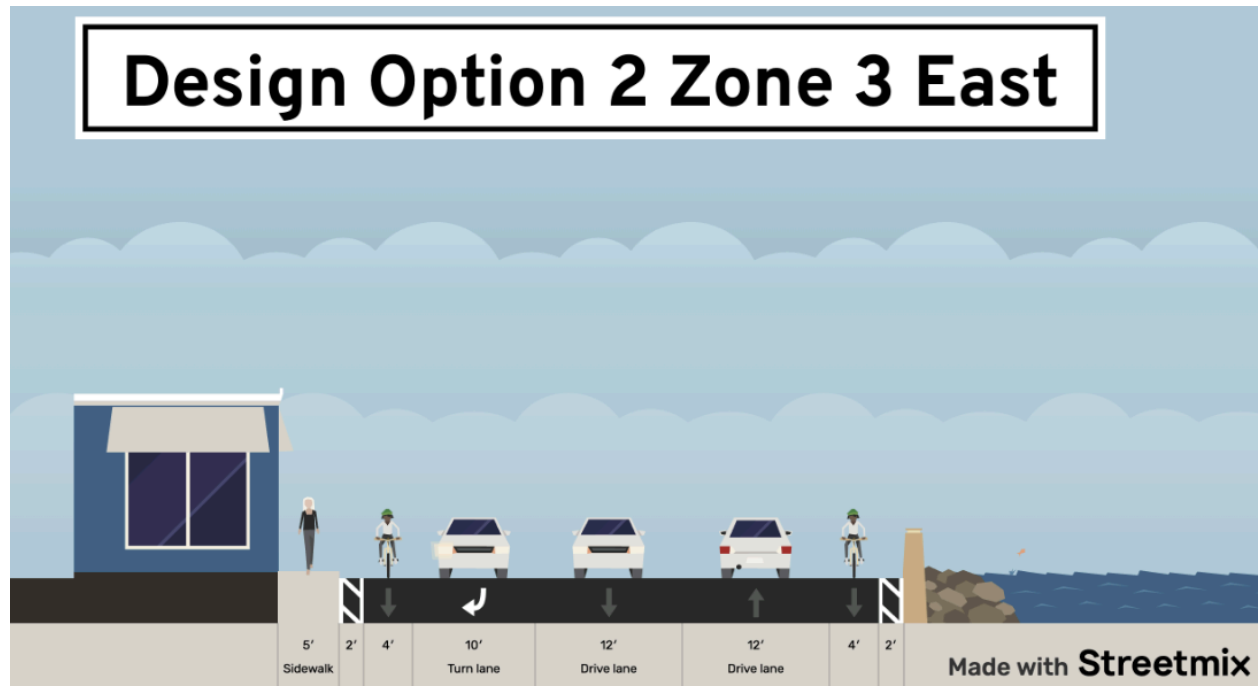 Design Option 2 Zone 3 East
5′ 2′ 4′ 10′ 12′ 12′ 4′ 2′
Sidewalk Turn lane Drive lane Drive lane
Made with Streetmix